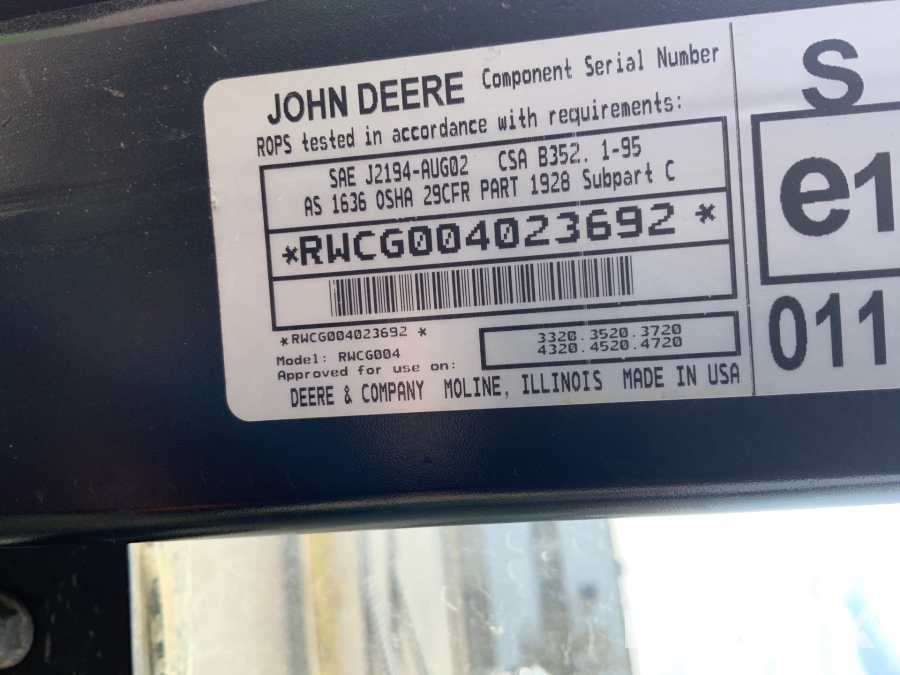 JOHN DEERE Component Serial Number
ROPS tested in accordance with requirements:
SAE J2194-AUG02 CSA B352. 1-95
AS 1636 OSHA 29CFR PART 1928 Subpart C
*RWCG004023692 *
*RWCG004023692 *
Model: RWCG004
Approved for use on:
3320.3520.3720
4320.4520.4720
DEERE & COMPANY MOLINE, ILLINOIS MADE IN USA
S
e1
011